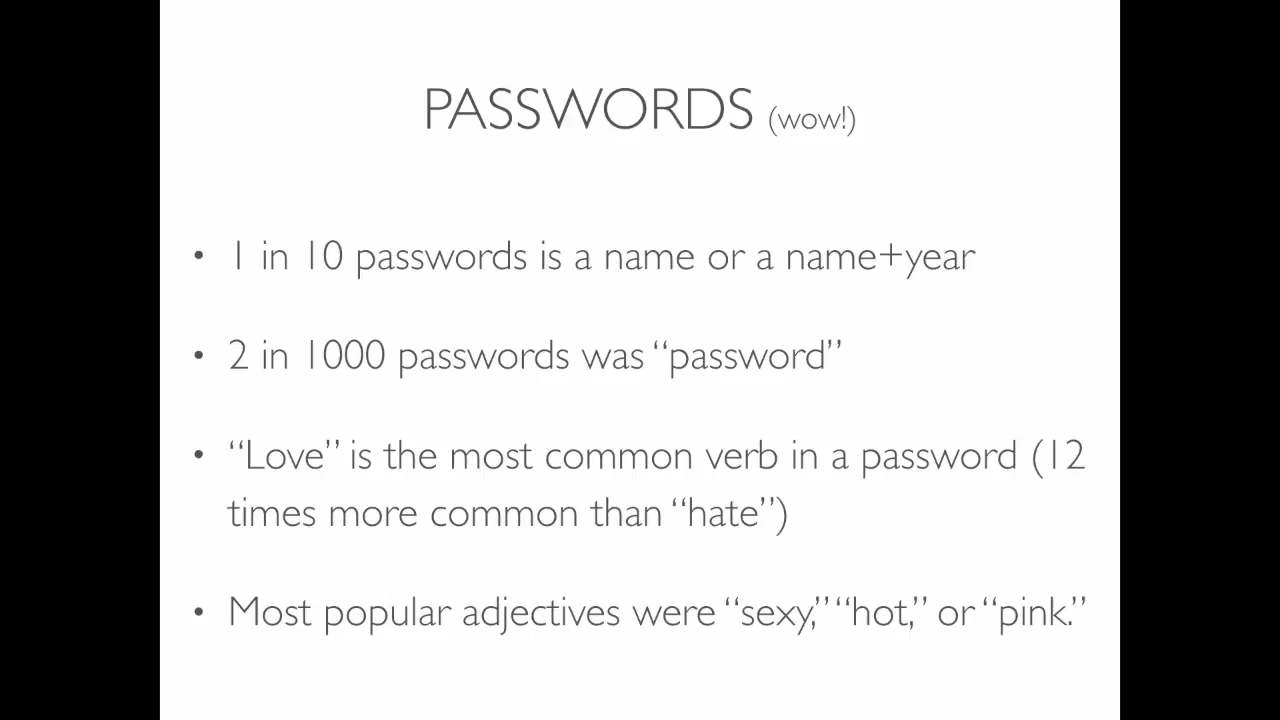 PASSWORDS (wow!)
• 1 in 10 passwords is a name or a name+year
• 2 in 1000 passwords was “password”
• “Love” is the most common verb in a password (12
times more common than “hate”)
• Most popular adjectives were “sexy,” “hot,” or “pink.”